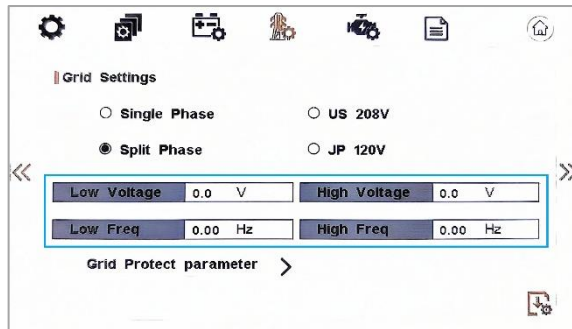 Grid Settings
Single Phase
US 208V
Split Phase
JP 120V
Low Voltage 0.0 V High Voltage 0.0 V
Low Freq 0.00 Hz High Freq 0.00 Hz
Grid Protect parameter